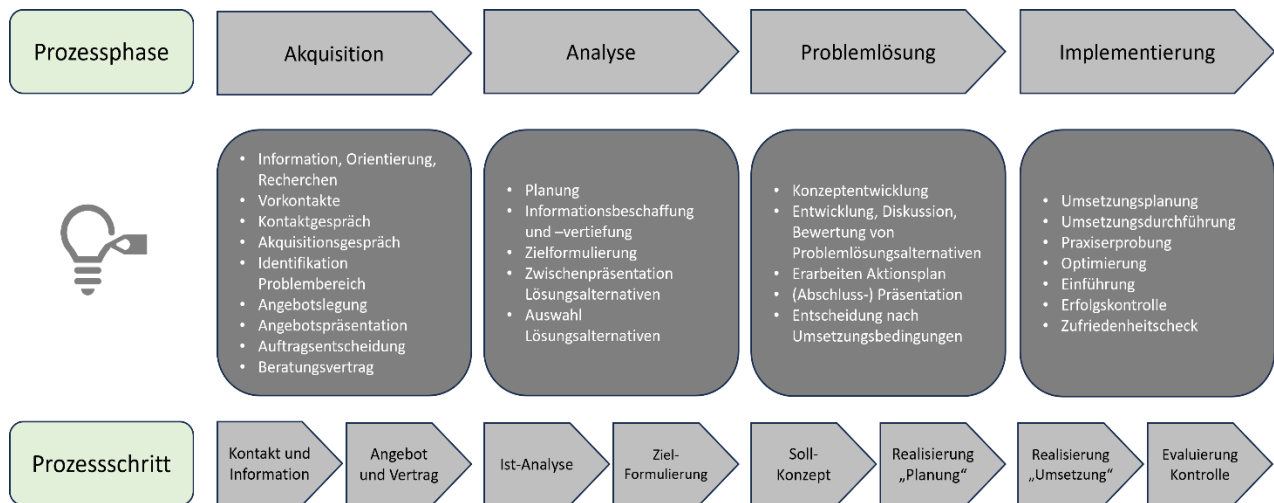 Prozessphase
Akquisition
Analyse
Problemlösung
Implementierung
• Information, Orientierung,
Recherchen
• Vorkontakte
• Kontaktgespräch
• Akquisitionsgespräch
• Identifikation
Problembereich
• Angebotslegung
• Angebotspräsentation
• Auftragsentscheidung
• Beratungsvertrag
• Planung
• Informationsbeschaffung
und –vertiefung
• Zielformulierung
• Zwischenpräsentation
Lösungsalternativen
• Auswahl
Lösungsalternativen
• Konzeptentwicklung
• Entwicklung, Diskussion,
Bewertung von
Problemlösungsalternativen
• Erarbeiten Aktionsplan
• (Abschluss-) Präsentation
• Entscheidung nach
Umsetzungsbedingungen
• Umsetzungsplanung
• Umsetzungsdurchführung
• Praxiserprobung
• Optimierung
• Einführung
• Erfolgskontrolle
• Zufriedenheitscheck
Prozessschritt
Kontakt und
Information
Angebot
und Vertrag
Ist-Analyse
Ziel-
Formulierung
Soll-
Konzept
Realisierung
„Planung“
Realisierung
„Umsetzung“
Evaluierung
Kontrolle